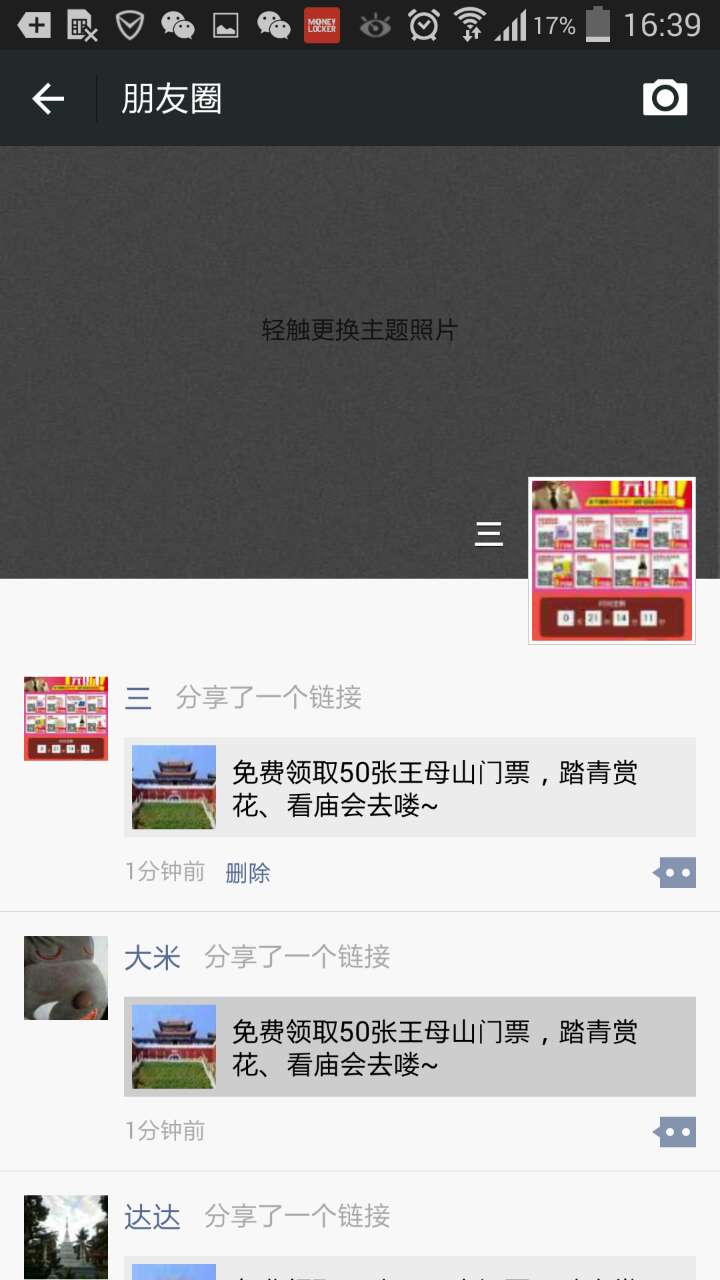 MONEY LOCKER
17%
16:39
朋友圈
轻触更换主题照片
三
0 21 14 11
三 分享了一个链接
免费领取50张王母山门票，踏青赏
花、看庙会去喽~
1分钟前 删除
大米 分享了一个链接
免费领取50张王母山门票，踏青赏
花、看庙会去喽~
1分钟前
达达 分享了一个链接